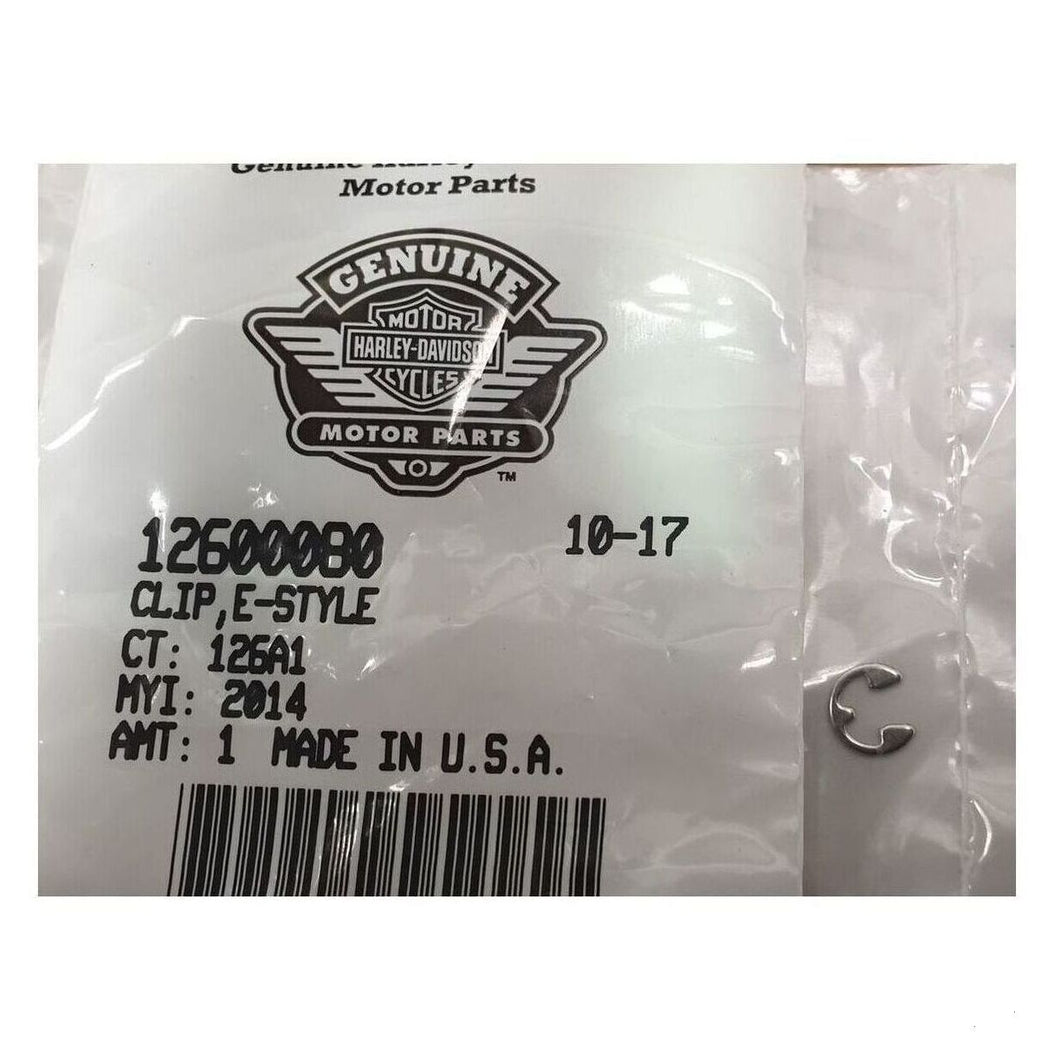 Genuine
Motor Parts
GENUINE
MOTOR
HARLEY-DAVIDSON
CYCLES
MOTOR PARTS
TM
12600080 10-17
CLIP,E-STYLE
CT: 126A1
MYI: 2014
AMT: 1 MADE IN U.S.A.